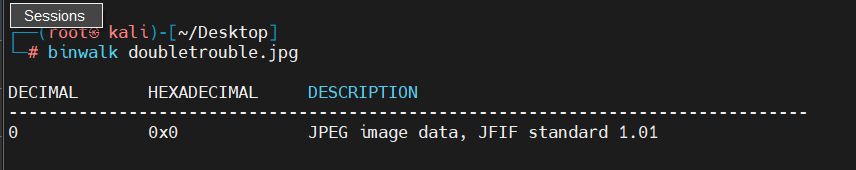 Sessions
┌──(root㉿ kali)-[~/Desktop]
└─# binwalk doubletrouble.jpg
DECIMAL HEXADECIMAL DESCRIPTION
--------------------------------------------------------------------------------
0 0x0 JPEG image data, JFIF standard 1.01